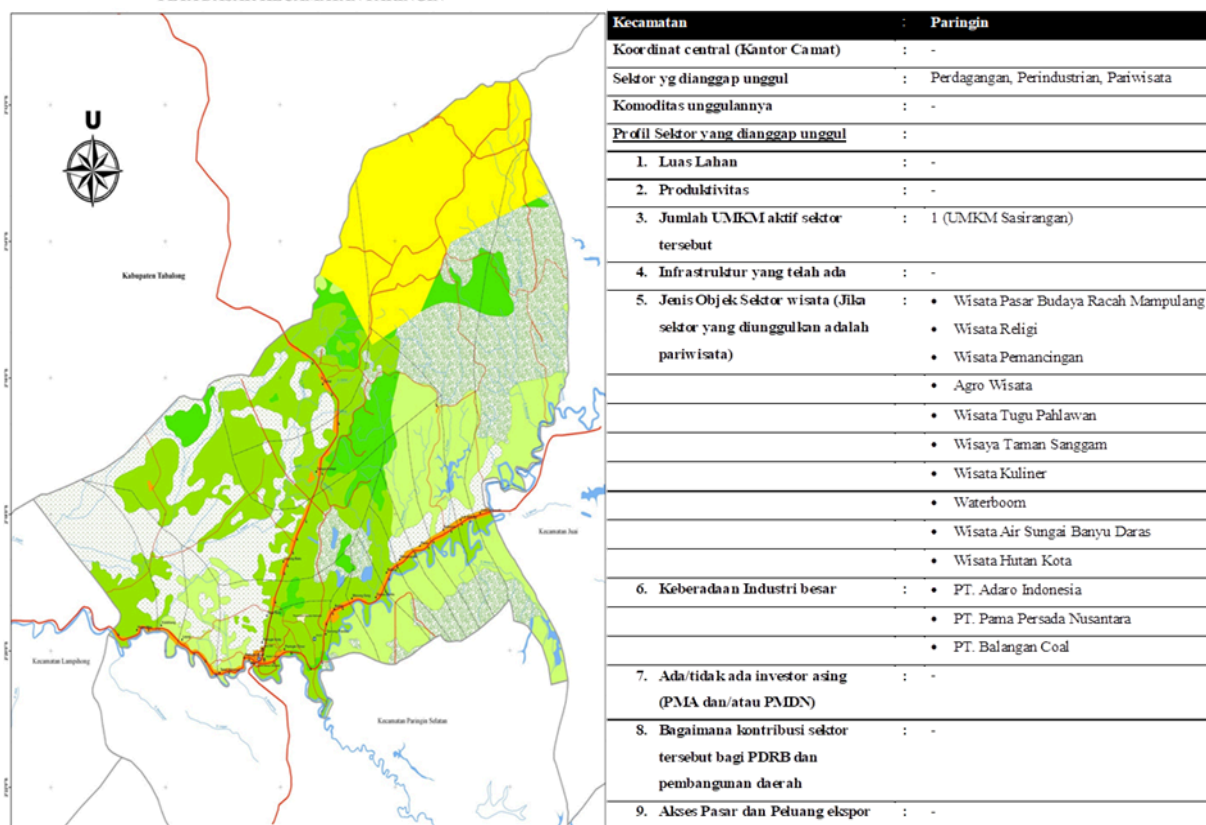 U
Kabupaten Tabalong
Kecamatan Juai
Kecamatan Lampihong
Kecamatan Paringin Selatan
Kecamatan : Paringin
Koordinat central (Kantor Camat) : -
Sektor yg dianggap unggul : Perdagangan, Perindustrian, Pariwisata
Komoditas unggulannya : -
Profil Sektor yang dianggap unggul :
1. Luas Lahan : -
2. Produktivitas : -
3. Jumlah UMKM aktif sektor : 1 (UMKM Sasirangan)
tersebut
4. Infrastruktur yang telah ada : -
5. Jenis Objek Sektor wisata (Jika : • Wisata Pasar Budaya Racah Mampulang
sektor yang diunggulkan adalah • Wisata Religi
pariwisata) • Wisata Pemancingan
• Agro Wisata
• Wisata Tugu Pahlawan
• Wisaya Taman Sanggam
• Wisata Kuliner
• Waterboom
• Wisata Air Sungai Banyu Daras
• Wisata Hutan Kota
6. Keberadaan Industri besar : • PT. Adaro Indonesia
• PT. Pama Persada Nusantara
• PT. Balangan Coal
7. Ada/tidak ada investor asing : -
(PMA dan/atau PMDN)
8. Bagaimana kontribusi sektor : -
tersebut bagi PDRB dan
pembangunan daerah
9. Akses Pasar dan Peluang ekspor : -